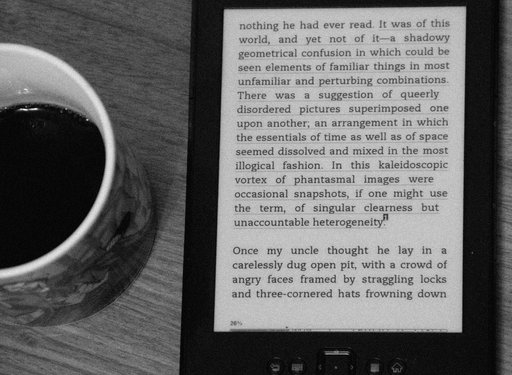 nothing he had ever read. It was of this
world, and yet not of it—a shadowy
geometrical confusion in which could be
seen elements of familiar things in most
unfamiliar and perturbing combinations.
There was a suggestion of queerly
disordered pictures superimposed one
upon another; an arrangement in which
the essentials of time as well as of space
seemed dissolved and mixed in the most
illogical fashion. In this kaleidoscopic
vortex of phantasmal images were
occasional snapshots, if one might use
the term, of singular clearness but
unaccountable heterogeneity.
Once my uncle thought he lay in a
carelessly dug open pit, with a crowd of
angry faces framed by straggling locks
and three-cornered hats frowning down
26%